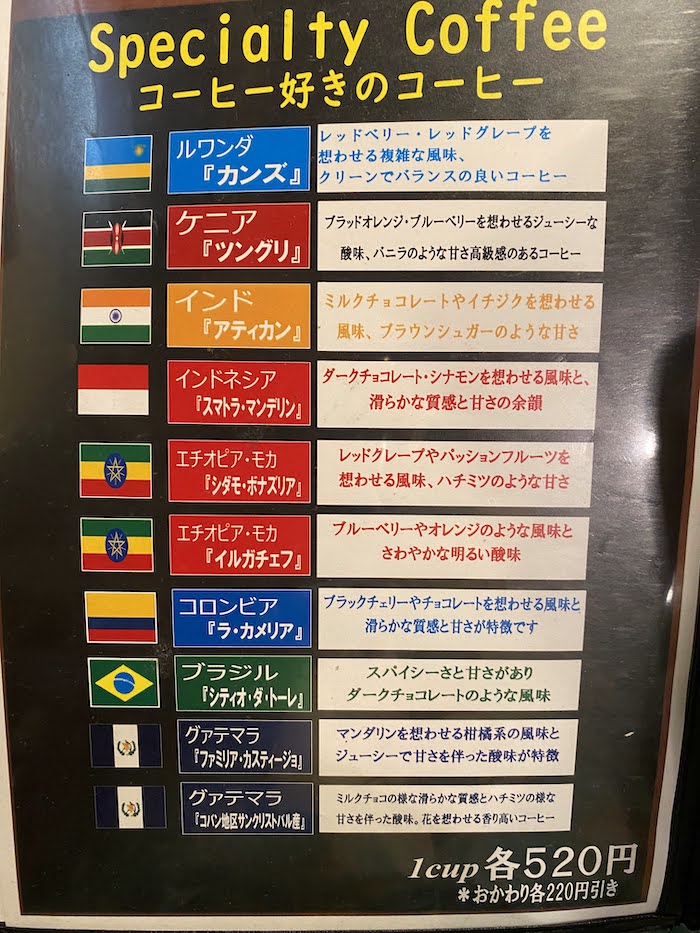 Specialty Coffee
コーヒー好きのコーヒー
ルワンダ
『カンズ』
レッドベリー・レッドグレープを
想わせる複雑な風味、
クリーンでバランスの良いコーヒー
ケニア
『ツングリ』
ブラッドオレンジ・ブルーベリーを想わせるジューシーな
酸味、バニラのような甘さ高級感のあるコーヒー
インド
『アティカン』
ミルクチョコレートやイチジクを想わせる
風味、ブラウンシュガーのような甘さ
インドネシア
『スマトラ・マンデリン』
ダークチョコレート・シナモンを想わせる風味と、
滑らかな質感と甘さの余韻
エチオピア・モカ
『シダモ・ボナズリア』
レッドグレープやパッションフルーツを
想わせる風味、ハチミツのような甘さ
エチオピア・モカ
『イルガチェフ』
ブルーベリーやオレンジのような風味と
さわやかな明るい酸味
コロンビア
『ラ・カメリア』
ブラックチェリーやチョコレートを想わせる風味と
滑らかな質感と甘さが特徴です
ブラジル
『シティオ・ダ・トーレ』
スパイシーさと甘さがあり
ダークチョコレートのような風味
グァテマラ
『ファミリア・カスティージョ』
マンダリンを想わせる柑橘系の風味と
ジューシーで甘さを伴った酸味が特徴
グァテマラ
『コバン地区サンクリストバル産』
ミルクチョコの様な滑らかな質感とハチミツの様な
甘さを伴った酸味。花を想わせる香り高いコーヒー
1cup 各520円
＊おかわり各220円引き